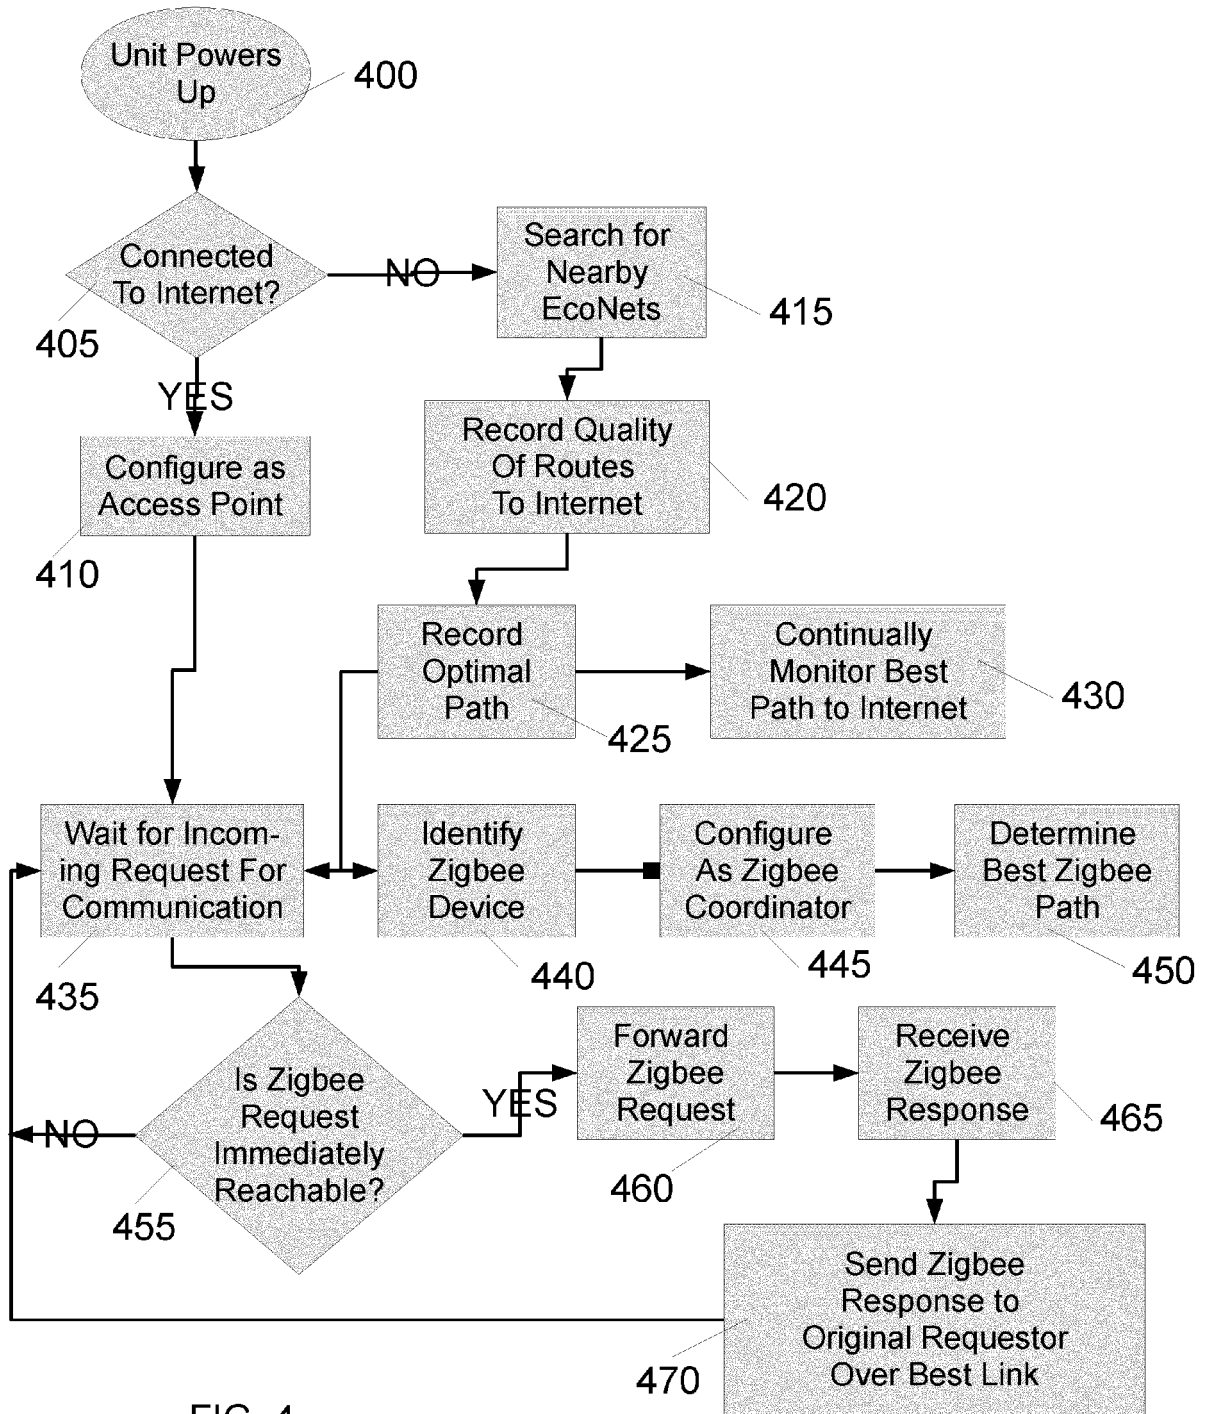 Unit Powers
Up
400
Connected
To Internet?
405
NO
Search for
Nearby
EcoNets
415
YES
Configure as
Access Point
410
Record Quality
Of Routes
To Internet
420
Record
Optimal
Path
425
Continually
Monitor Best
Path to Internet
430
Wait for Incom-
ing Request For
Communication
435
Identify
Zigbee
Device
440
Configure
As Zigbee
Coordinator
445
Determine
Best Zigbee
Path
450
Is Zigbee
Request
Immediately
Reachable?
455
NO
YES
Forward
Zigbee
Request
460
Receive
Zigbee
Response
465
Send Zigbee
Response to
Original Requestor
Over Best Link
470
FIG. 4